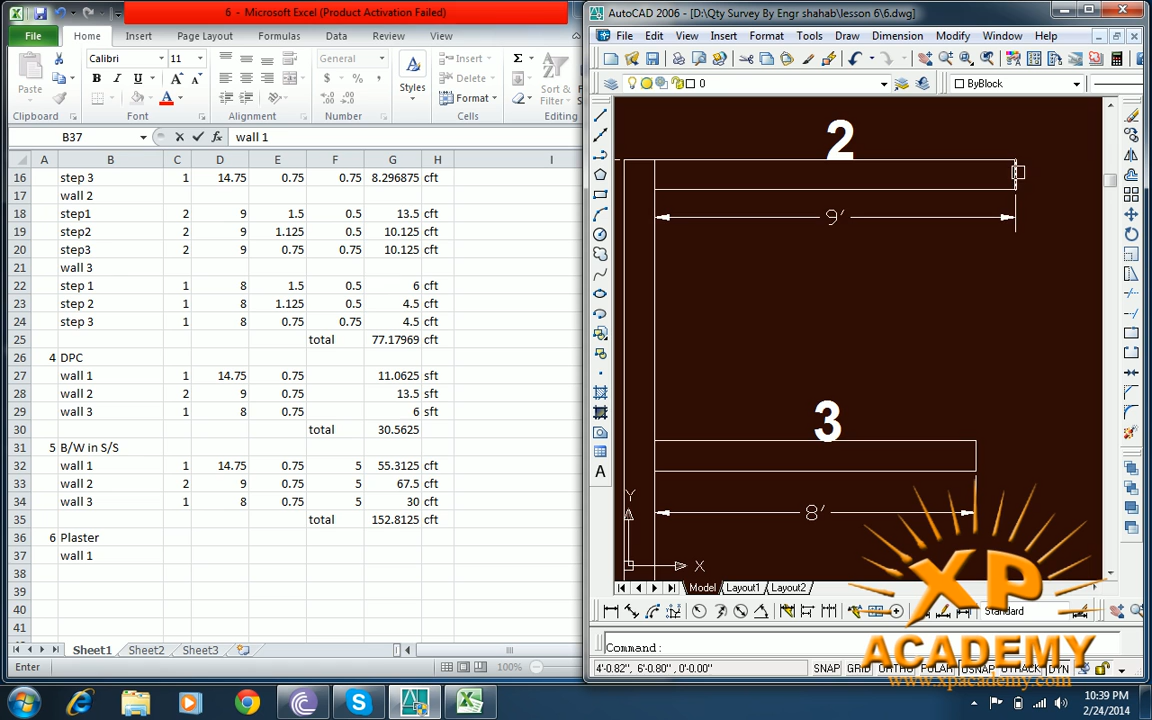 6 - Microsoft Excel (Product Activation Failed)
File Home Insert Page Layout Formulas Data Review View
Paste
Calibri 11
B I U
A A
A
General
$ % ,
Styles
Insert
Delete
Format
Σ
Sort & Filter
Clipboard Font Alignment Number Cells Editing
B37 fx wall 1
A B C D E F G H I
16 step 3 1 14.75 0.75 0.75 8.296875 cft
17 wall 2
18 step1 2 9 1.5 0.5 13.5 cft
19 step2 2 9 1.125 0.5 10.125 cft
20 step3 2 9 0.75 0.75 10.125 cft
21 wall 3
22 step 1 1 8 1.5 0.5 6 cft
23 step 2 1 8 1.125 0.5 4.5 cft
24 step 3 1 8 0.75 0.75 4.5 cft
25 total 77.17969 cft
26 4 DPC
27 wall 1 1 14.75 0.75 11.0625 sft
28 wall 2 2 9 0.75 13.5 sft
29 wall 3 1 8 0.75 6 sft
30 total 30.5625
31 5 B/W in S/S
32 wall 1 1 14.75 0.75 5 55.3125 cft
33 wall 2 2 9 0.75 5 67.5 cft
34 wall 3 1 8 0.75 5 30 cft
35 total 152.8125 cft
36 6 Plaster
37 wall 1
38
39
40
41
Sheet1 Sheet2 Sheet3
Enter 100%
AutoCAD 2006 - [D:\Qty Survey By Engr shahab\lesson 6\6.dwg]
File Edit View Insert Format Tools Draw Dimension Modify Window Help
0 ByBlock
A
2
9'
3
8'
Y
X
Model Layout1 Layout2
Standard
Command:
4'-0.82", 6'-0.80", 0'-0.00" SNAP GRID ORTHO POLAR OSNAP OTRACK DYN
XP
ACADEMY
www.xpacademy.com
10:39 PM
2/24/2014